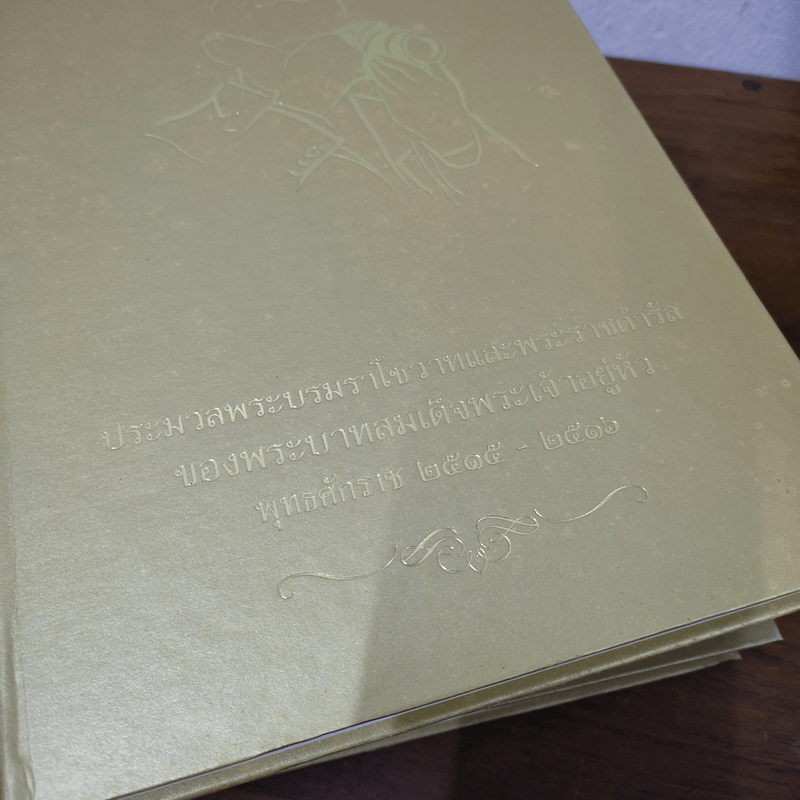 ประมวลพระบรมราโชวาทและพระราชดำรัส
ของพระบาทสมเด็จพระเจ้าอยู่หัว
พุทธศักราช ๒๕๑๕ - ๒๕๑๖